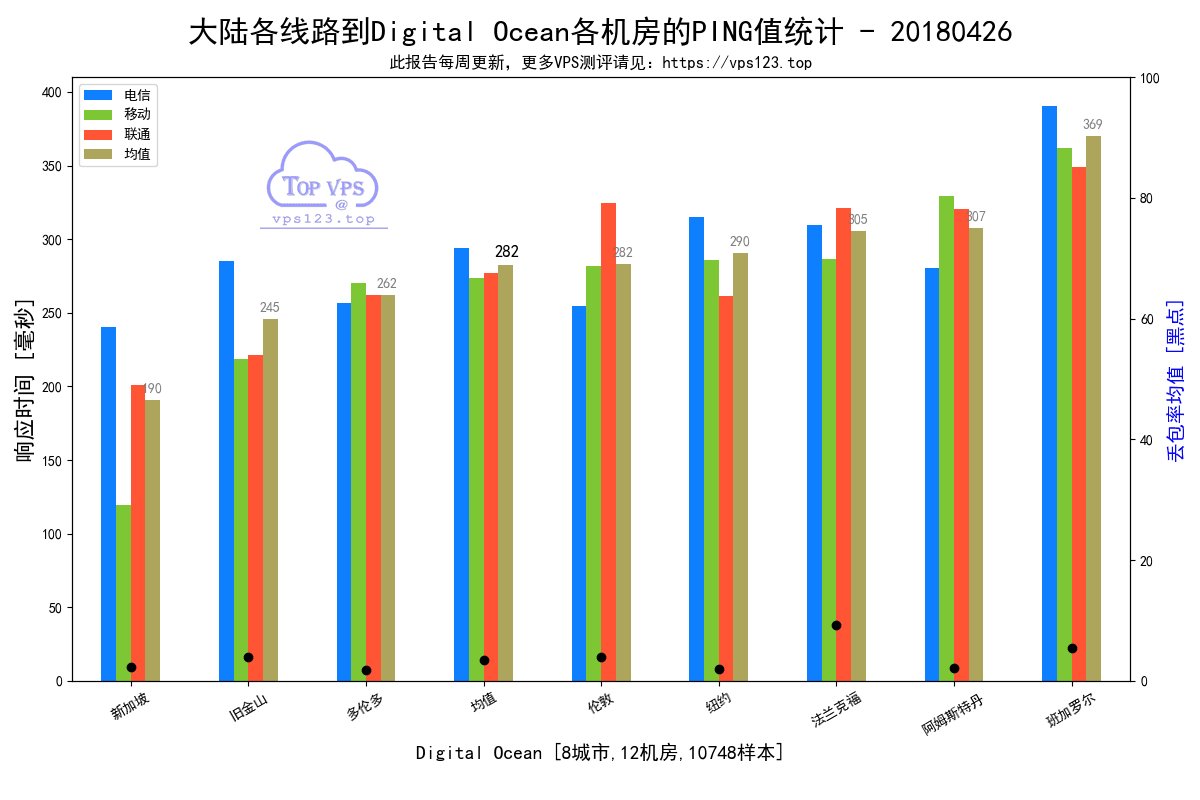 大陆各线路到Digital Ocean各机房的PING值统计 - 20180426
此报告每周更新，更多VPS测评请见：https://vps123.top
电信
移动
联通
均值
TOP VPS
@
vps123.top
响应时间 [毫秒]
400
350
300
250
200
150
100
50
0
190
245
262
282
282
290
305
307
369
100
80
60
40
20
0
丢包率均值 [黑点]
新加坡
旧金山
多伦多
均值
伦敦
纽约
法兰克福
阿姆斯特丹
班加罗尔
Digital Ocean [8城市,12机房,10748样本]